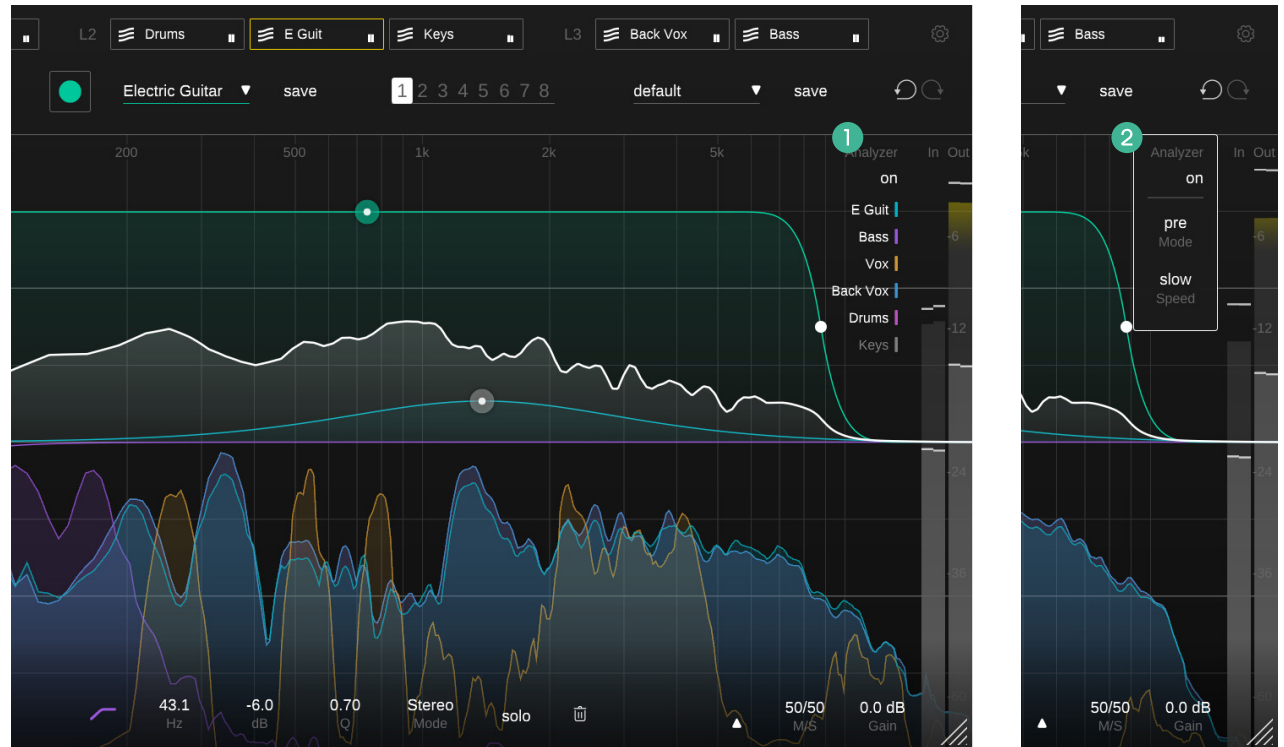 L2 Drums E Guit Keys L3 Back Vox Bass
Electric Guitar save 1 2 3 4 5 6 7 8 default save
1
200 500 1k 2k 5k Analyzer In Out
on
E Guit
Bass
-6
Vox
Back Vox
Drums
-12
Keys
-24
-36
-60
43.1 -6.0 0.70 Stereo solo 50/50 0.0 dB
Hz dB Q Mode M/S Gain
Bass
save
2
k Analyzer In Out
on
pre
-6
Mode
slow
Speed
-12
-24
-36
-60
50/50 0.0 dB
M/S Gain